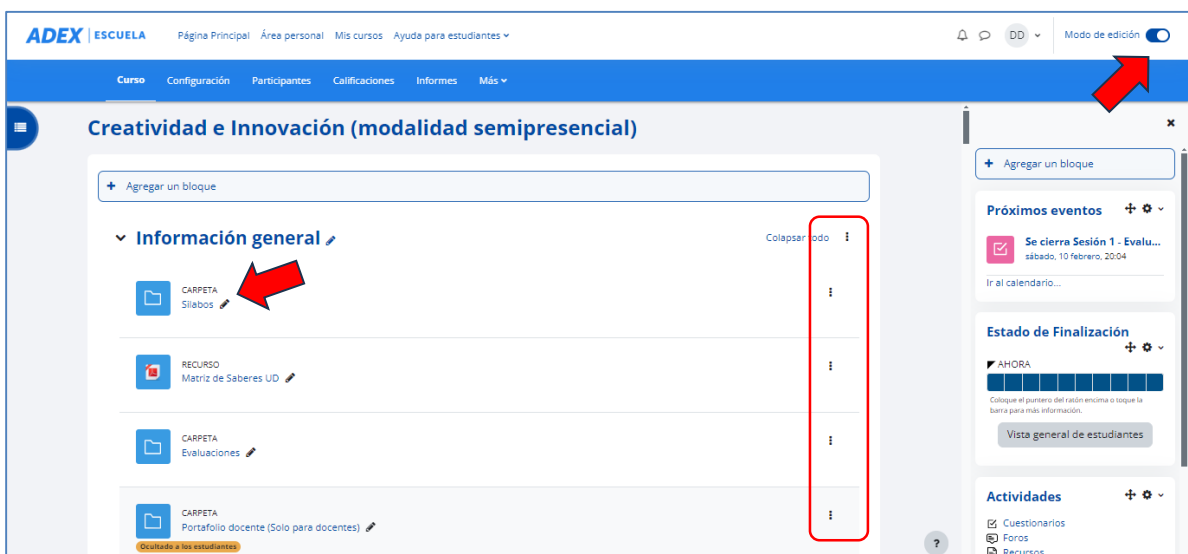 ADEX | ESCUELA Página Principal Área personal Mis cursos Ayuda para estudiantes DD Modo de edición
Curso Configuración Participantes Calificaciones Informes Más
Creatividad e Innovación (modalidad semipresencial)
+ Agregar un bloque
Información general
Colapsar todo
CARPETA
Sílabos
RECURSO
Matriz de Saberes UD
CARPETA
Evaluaciones
CARPETA
Portafolio docente (Solo para docentes)
Ocultado a los estudiantes
+ Agregar un bloque
Próximos eventos
Se cierra Sesión 1 - Evalu...
sábado, 10 febrero, 20:04
Ir al calendario...
Estado de Finalización
AHORA
Coloque el puntero del ratón encima o toque la
barra para más información.
Vista general de estudiantes
Actividades
Cuestionarios
Foros
Recursos
?